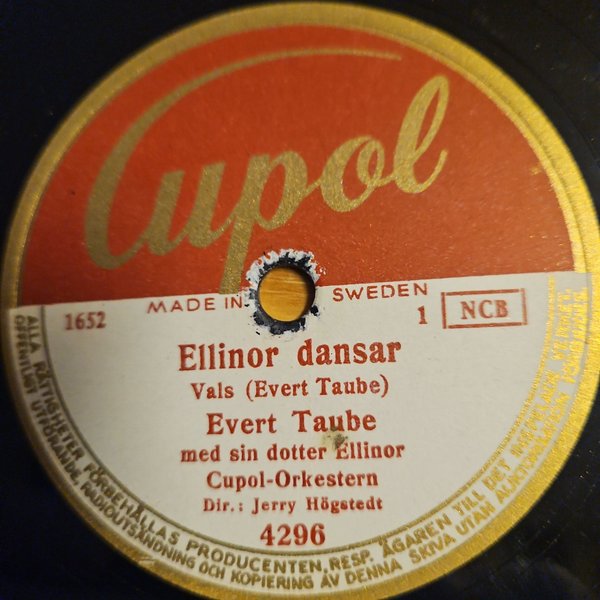 Cupol
MADE IN SWEDEN
1652
1 NCB
Ellinor dansar
Vals (Evert Taube)
Evert Taube
med sin dotter Ellinor
Cupol-Orkestern
Dir.: Jerry Högstedt
4296
ALLA RÄTTIGHETER FÖRBEHÅLLAS PRODUCENTEN, RESP. ÄGAREN TILL DET INSPELADE VERKET.
OFFENTLIGT UTFÖRANDE, RADIOUTSÄNDNING OCH KOPIERING AV DENNA SKIVA UTAN